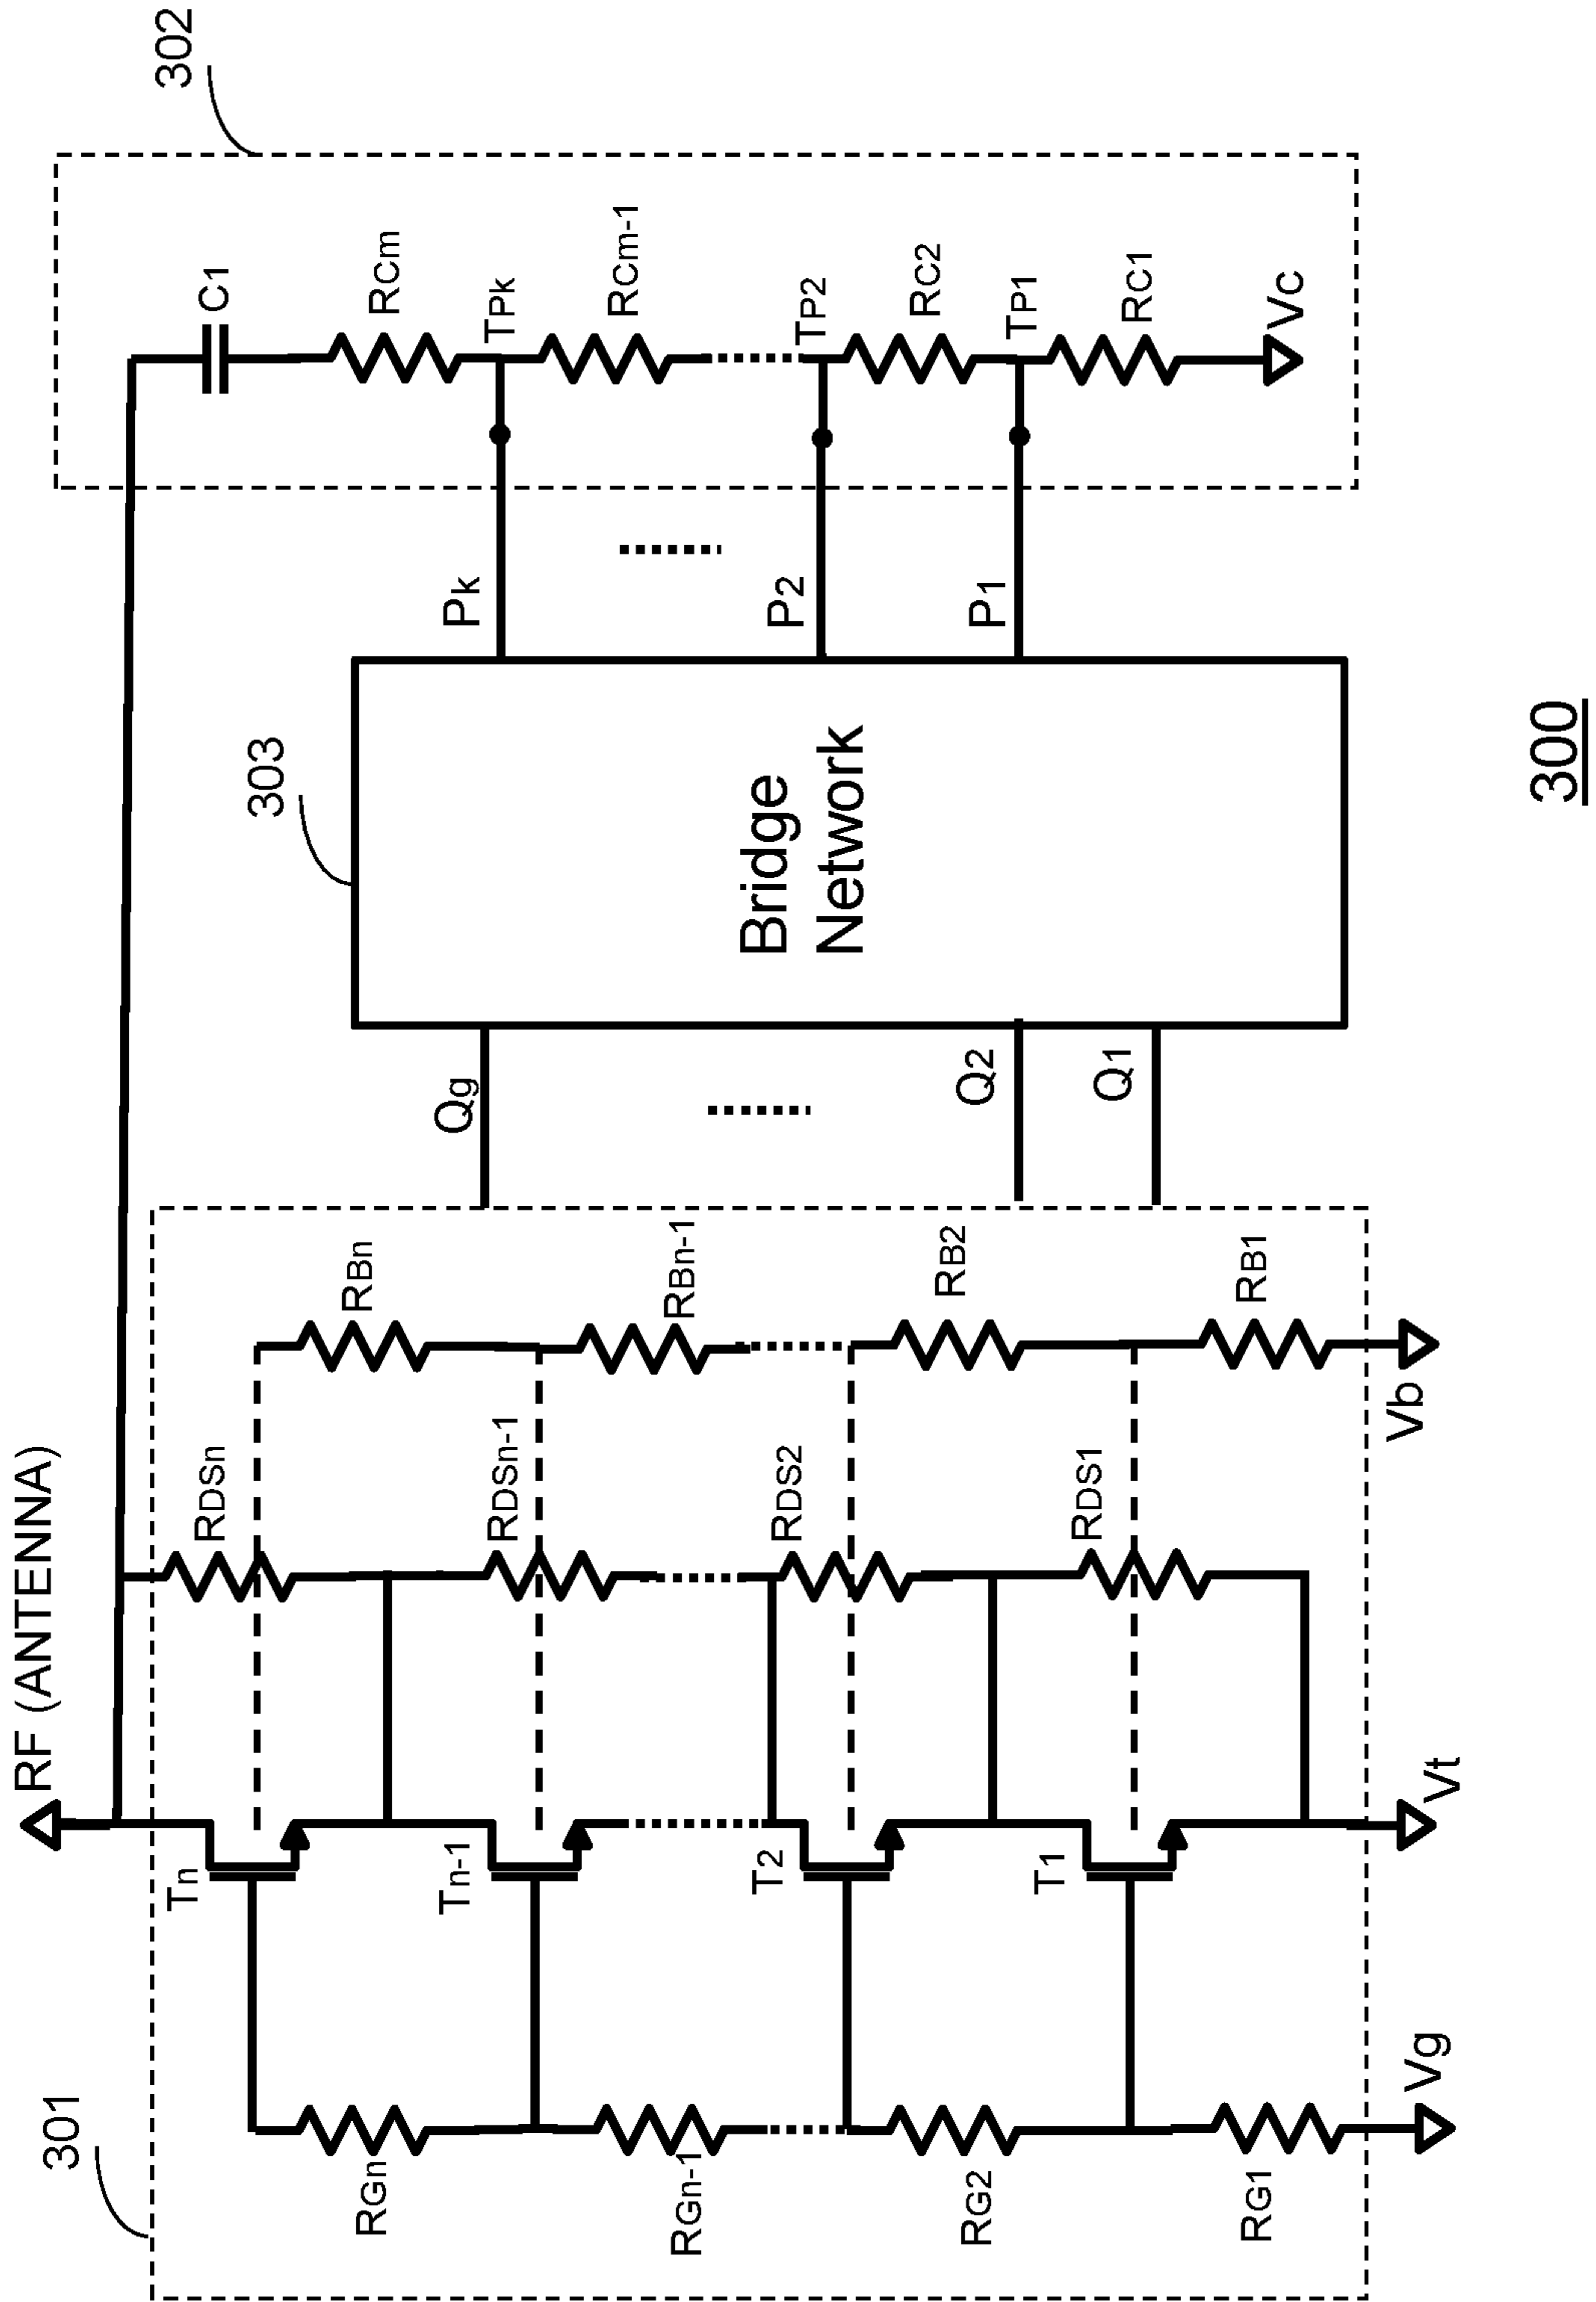 RF (ANTENNA)
301
302
303
Tn
Tn-1
T2
T1
RGn
RGn-1
RG2
RG1
RDSn
RDSn-1
RDS2
RDS1
RBn
RBn-1
RB2
RB1
Vg
Vt
Vb
Qg
Q2
Q1
Bridge
Network
Pk
P2
P1
C1
RCm
TPk
RCm-1
TP2
RC2
TP1
RC1
Vc
300